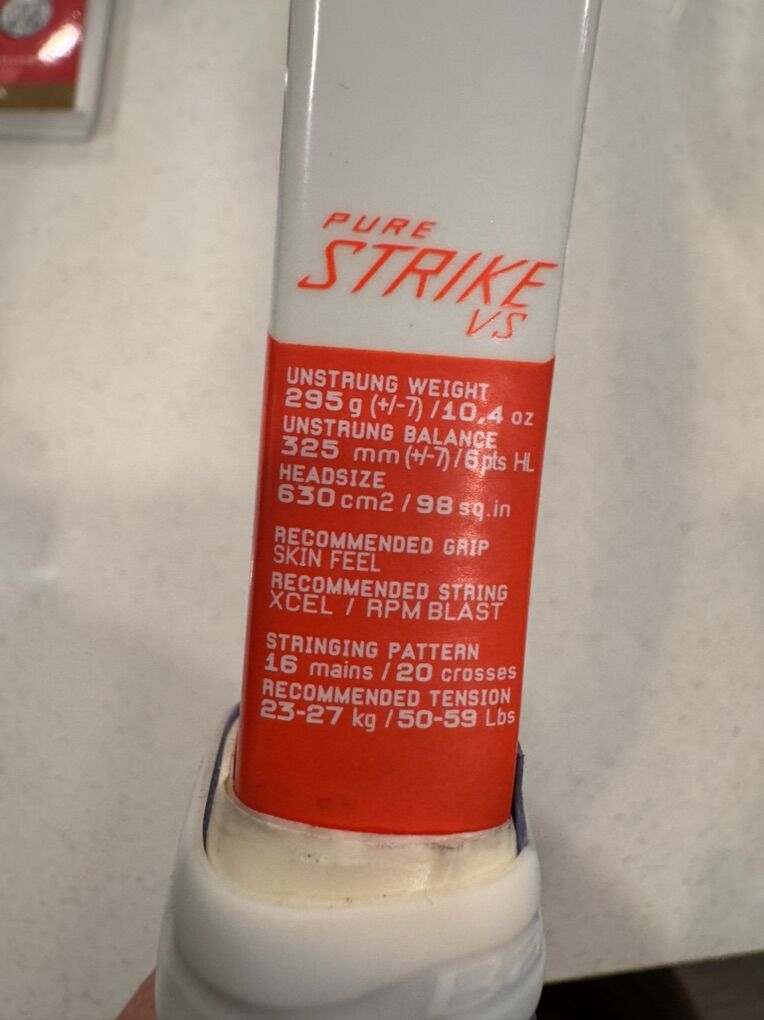 PURE
STRIKE
VS
UNSTRUNG WEIGHT
295 g (+/-7) / 10,4 oz
UNSTRUNG BALANCE
325 mm (+/-7) / 6 pts HL
HEADSIZE
630 cm2 / 98 sq.in
RECOMMENDED GRIP
SKIN FEEL
RECOMMENDED STRING
XCEL / RPM BLAST
STRINGING PATTERN
16 mains / 20 crosses
RECOMMENDED TENSION
23-27 kg / 50-59 Lbs